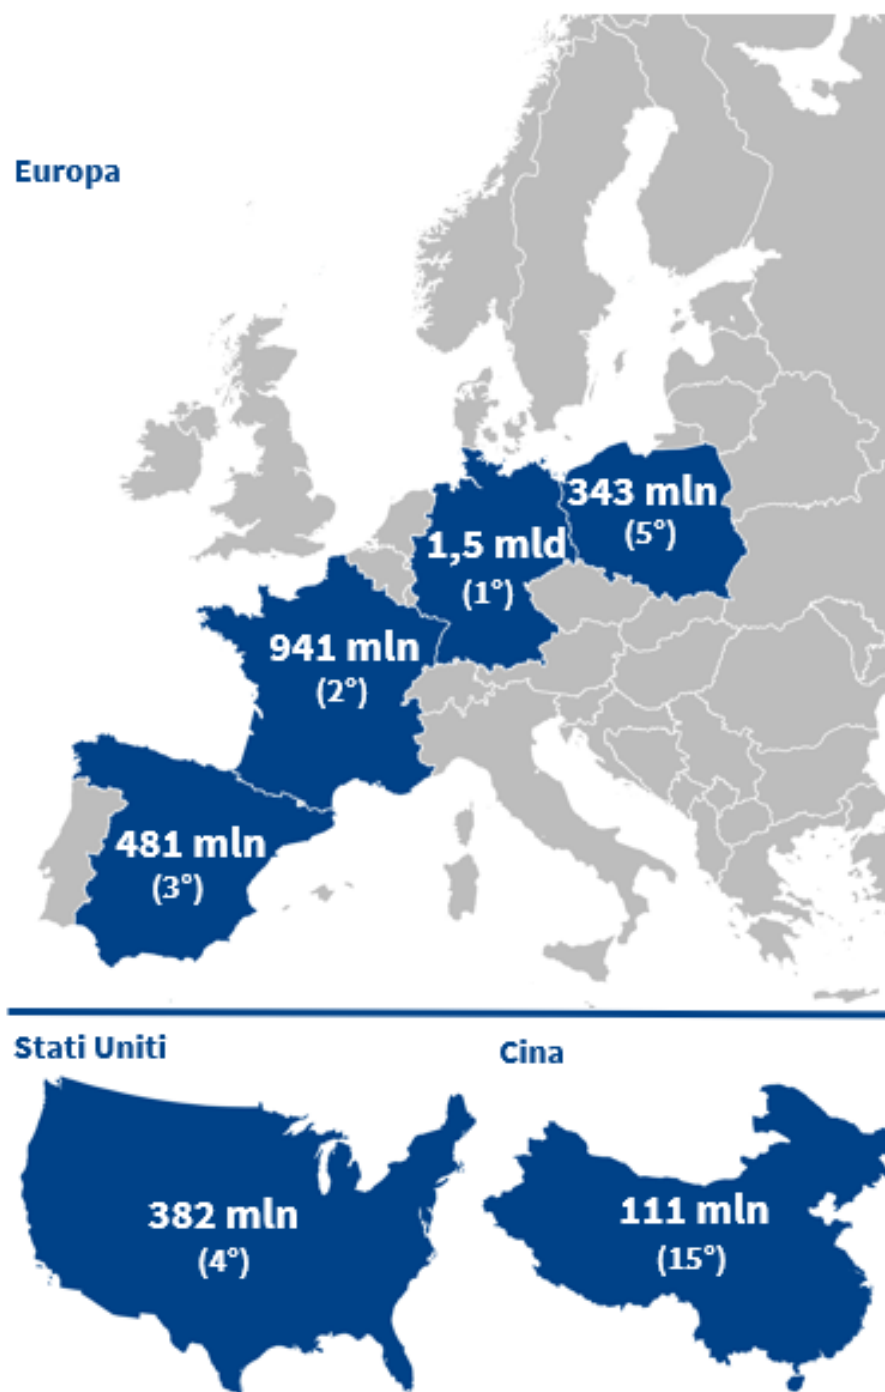 Europa
343 mln
(5°)
1,5 mld
(1°)
941 mln
(2°)
481 mln
(3°)
Stati Uniti
Cina
382 mln
(4°)
111 mln
(15°)